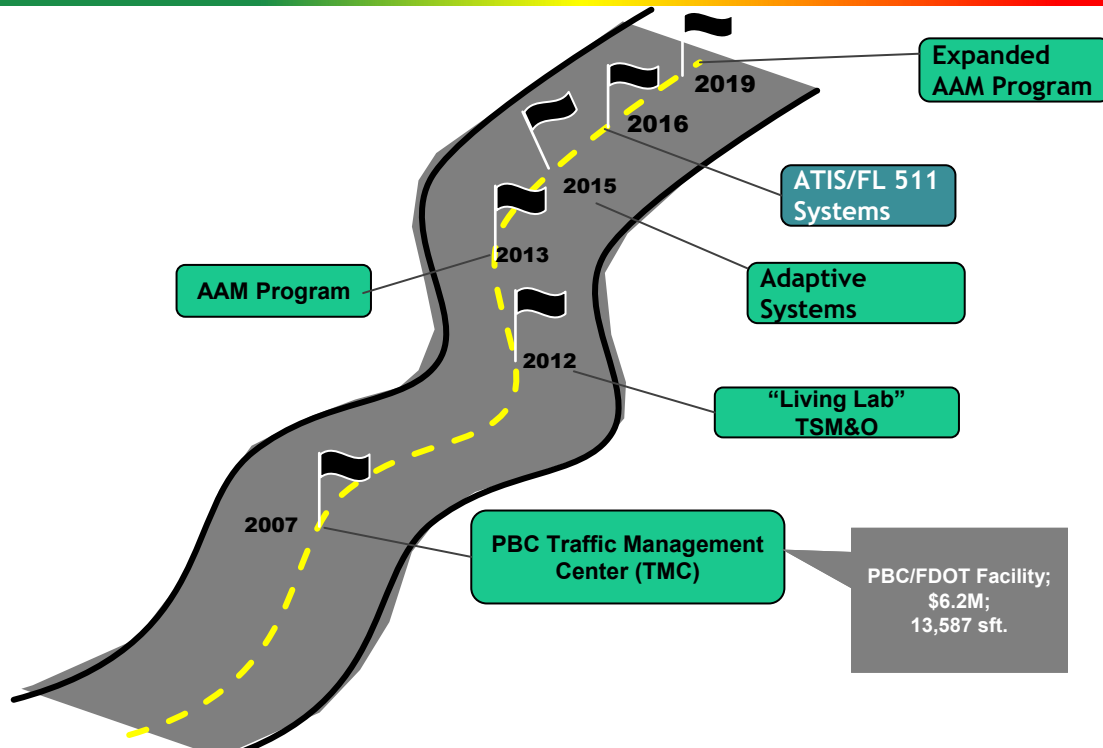 Expanded
AAM Program
2019
2016
ATIS/FL 511
Systems
2015
2013
AAM Program
Adaptive
Systems
2012
“Living Lab”
TSM&O
2007
PBC Traffic Management
Center (TMC)
PBC/FDOT Facility;
$6.2M;
13,587 sft.